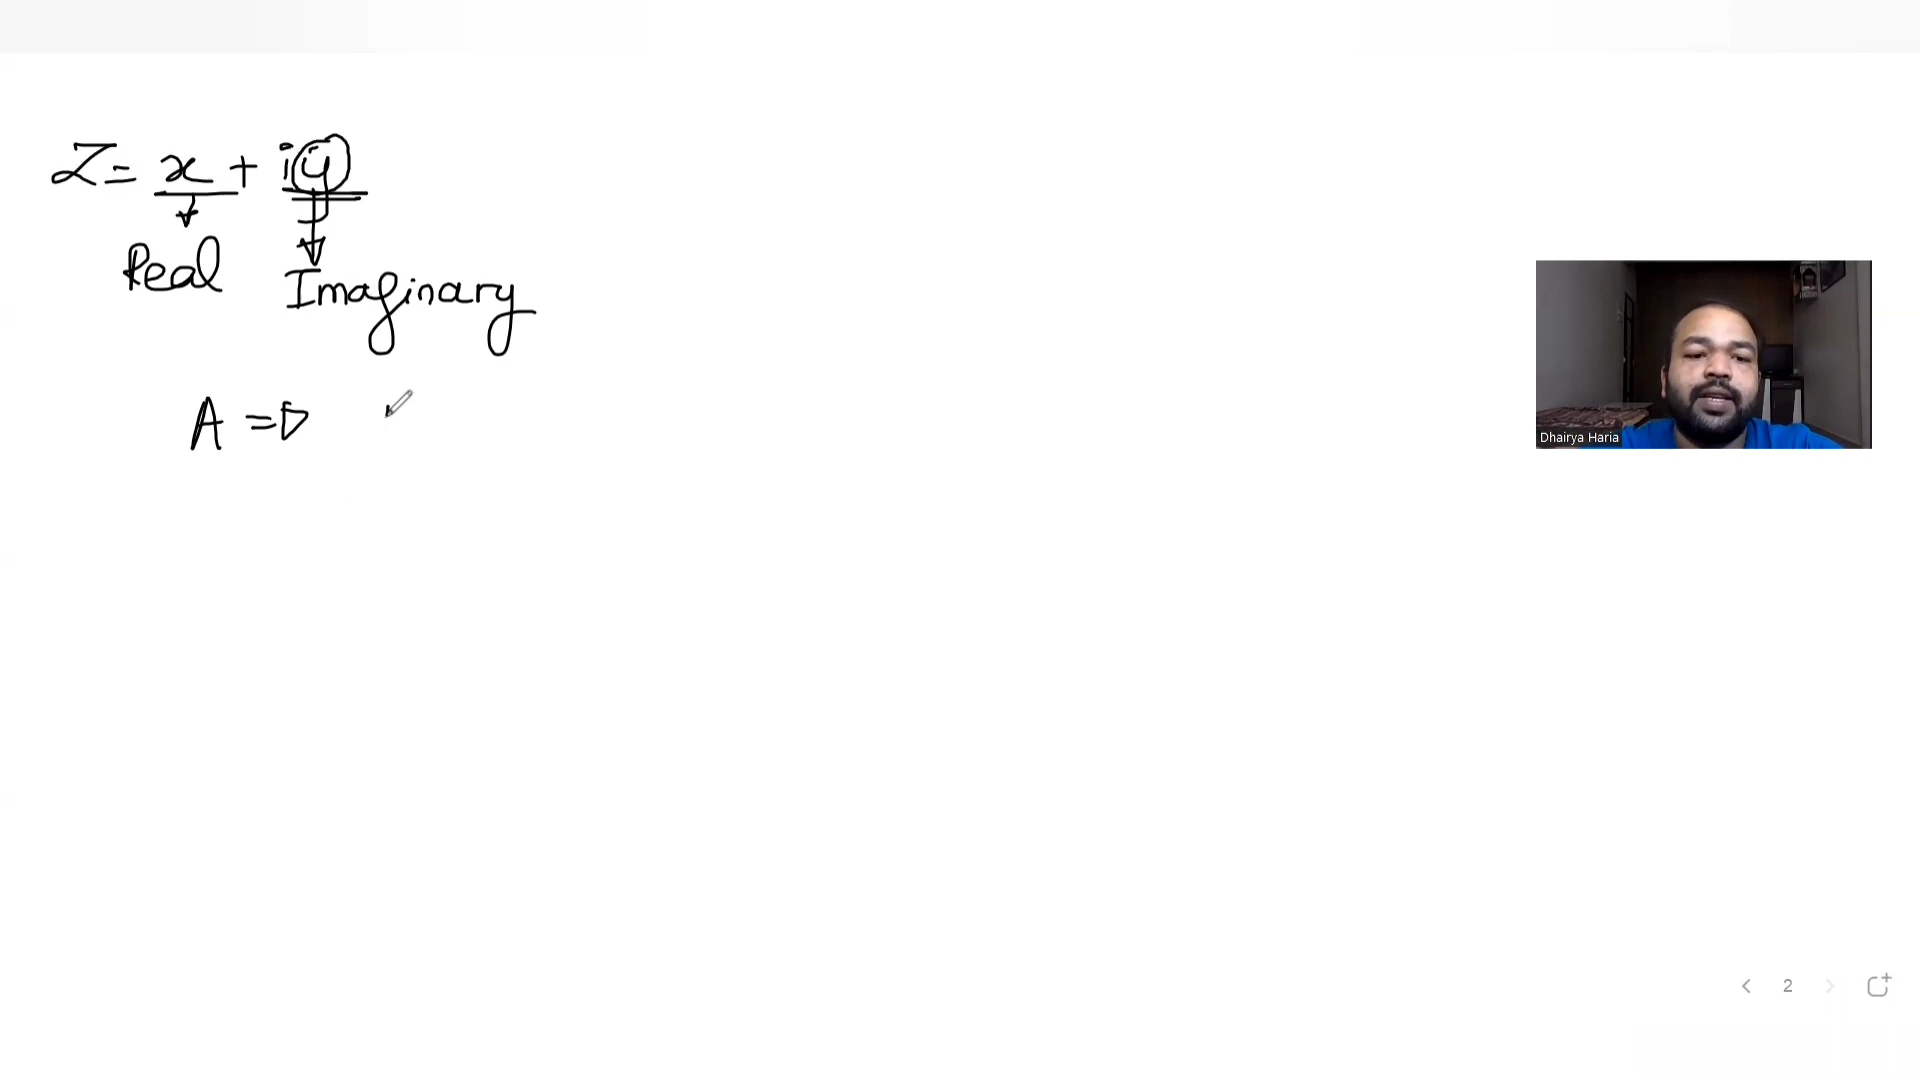 Z = x + iy
Real
Imaginary
A ⇒
Dhairya Haria
2